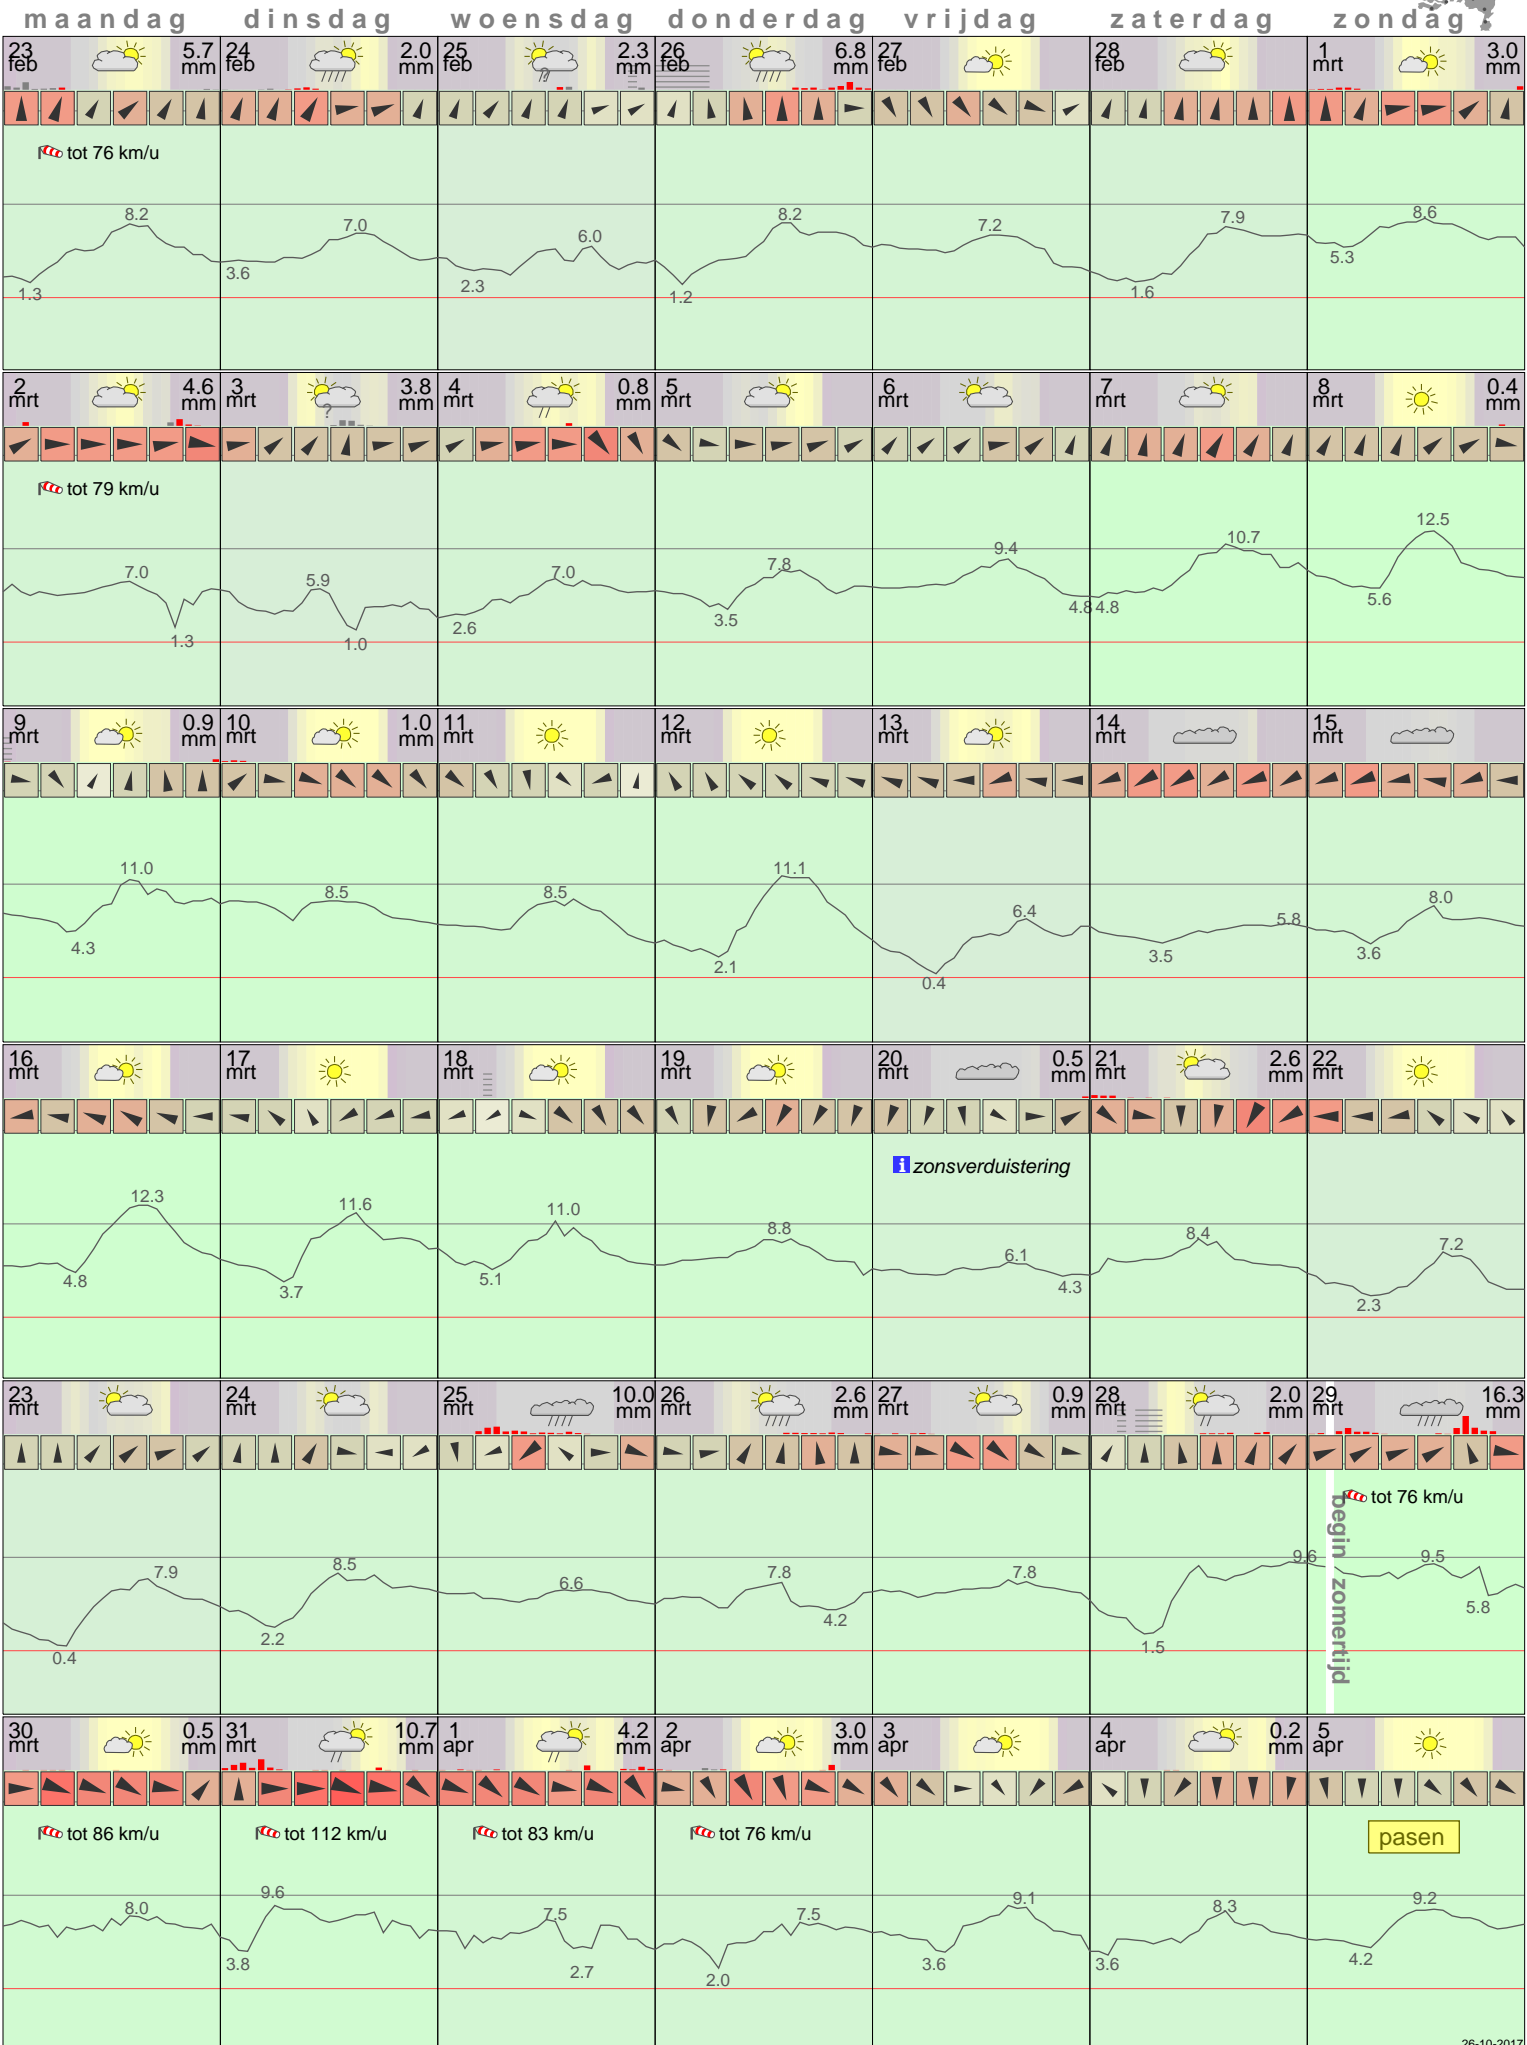 maandag dinsdag woensdag donderdag vrijdag zaterdag zondag
23 feb 5.7 mm 24 feb 2.0 mm 25 feb ? 2.3 mm 26 feb 6.8 mm 27 feb 28 feb 1 mrt 3.0 mm
tot 76 km/u
8.2 7.0 6.0 8.2 7.2 7.9 8.6
1.3 3.6 2.3 1.2 1.6 5.3
2 mrt 4.6 mm 3 mrt ? 3.8 mm 4 mrt 0.8 mm 5 mrt 6 mrt 7 mrt 8 mrt 0.4 mm
tot 79 km/u
7.0 5.9 7.0 7.8 9.4 10.7 12.5
1.3 1.0 2.6 3.5 4.8 4.8 5.6
9 mrt 0.9 mm 10 mrt 1.0 mm 11 mrt 12 mrt 13 mrt 14 mrt 15 mrt
11.0 8.5 8.5 11.1 6.4 5.8 8.0
4.3 2.1 0.4 3.5 3.6
16 mrt 17 mrt 18 mrt 19 mrt 20 mrt 0.5 mm 21 mrt 2.6 mm 22 mrt
i zonsverduistering
12.3 11.6 11.0 8.8 6.1 8.4 7.2
4.8 3.7 5.1 4.3 2.3
23 mrt 24 mrt 25 mrt 10.0 mm 26 mrt 2.6 mm 27 mrt 0.9 mm 28 mrt 2.0 mm 29 mrt 16.3 mm
tot 76 km/u
begin zomertijd
7.9 8.5 6.6 7.8 7.8 9.6 9.5
0.4 2.2 4.2 1.5 5.8
30 mrt 0.5 mm 31 mrt 10.7 mm 1 apr 4.2 mm 2 apr 3.0 mm 3 apr 4 apr 0.2 mm 5 apr
tot 86 km/u tot 112 km/u tot 83 km/u tot 76 km/u pasen
8.0 9.6 7.5 7.5 9.1 8.3 9.2
3.8 2.7 2.0 3.6 3.6 4.2
26-10-2017